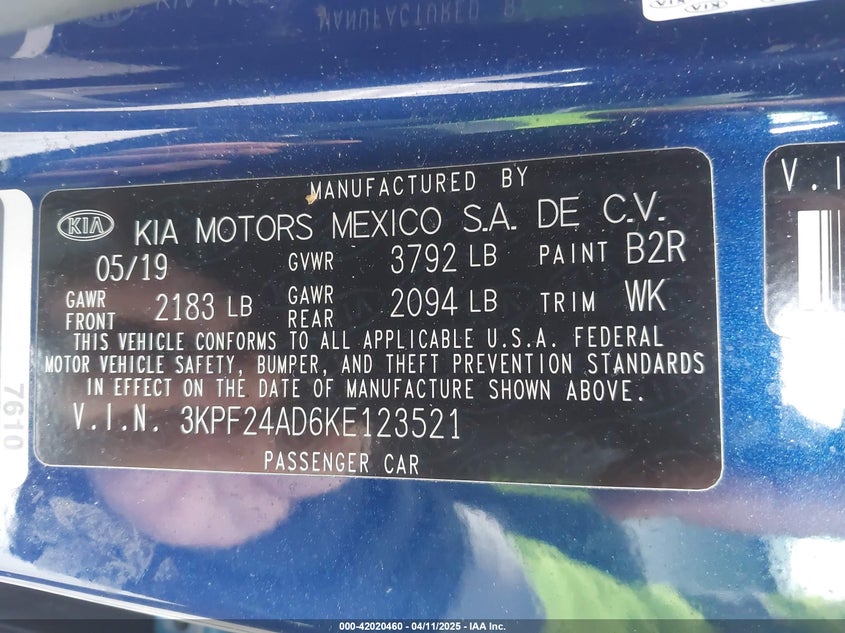 MANUFACTURED BY
KIA KIA MOTORS MEXICO S.A. DE C.V.
05/19 GVWR 3792 LB PAINT B2R
GAWR FRONT 2183 LB GAWR REAR 2094 LB TRIM WK
THIS VEHICLE CONFORMS TO ALL APPLICABLE U.S.A. FEDERAL
MOTOR VEHICLE SAFETY, BUMPER, AND THEFT PREVENTION STANDARDS
IN EFFECT ON THE DATE OF MANUFACTURE SHOWN ABOVE.
V.I.N. 3KPF24AD6KE123521
PASSENGER CAR
V.I
7610
000-42020460 - 04/11/2025 - IAA Inc.